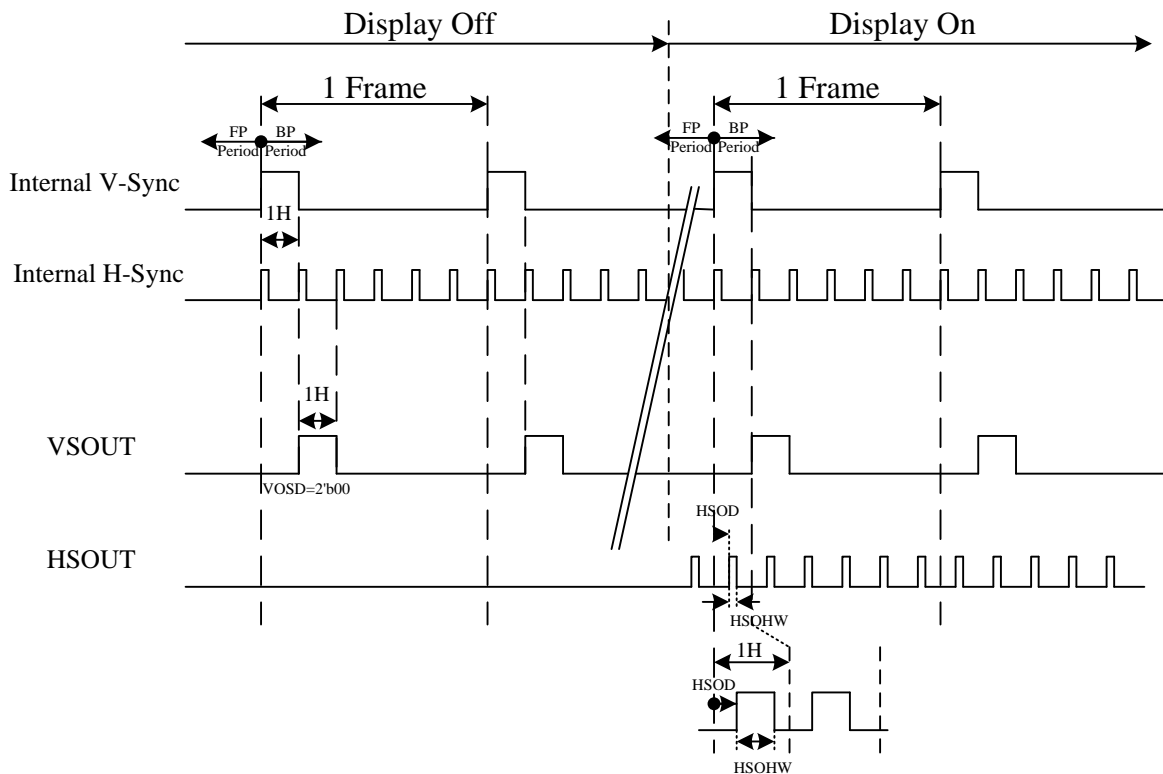 Display Off
Display On
1 Frame
1 Frame
FP
Period
BP
Period
FP
Period
BP
Period
Internal V-Sync
1H
Internal H-Sync
1H
VSOUT
VOSD=2'b00
HSOD
HSOUT
HSOHW
1H
HSOD
HSOHW